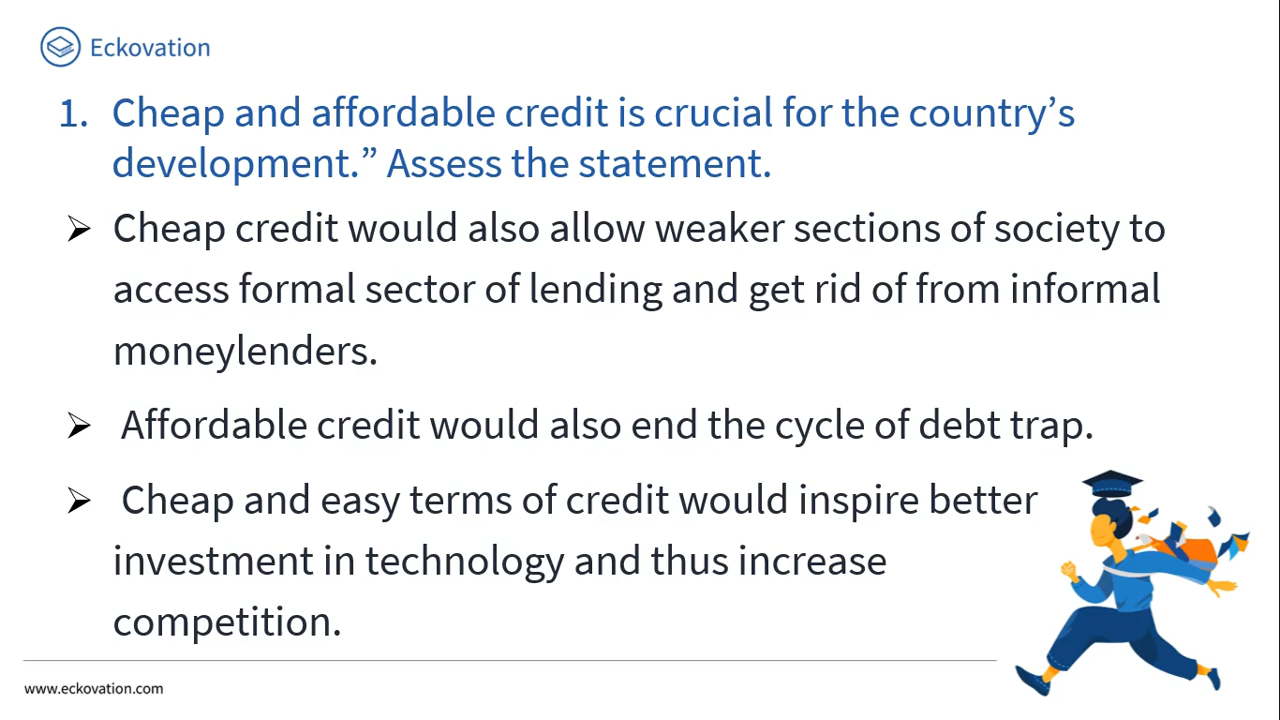 Eckovation
1. Cheap and affordable credit is crucial for the country’s
development.” Assess the statement.
➢ Cheap credit would also allow weaker sections of society to
access formal sector of lending and get rid of from informal
moneylenders.
➢ Affordable credit would also end the cycle of debt trap.
➢ Cheap and easy terms of credit would inspire better
investment in technology and thus increase
competition.
www.eckovation.com